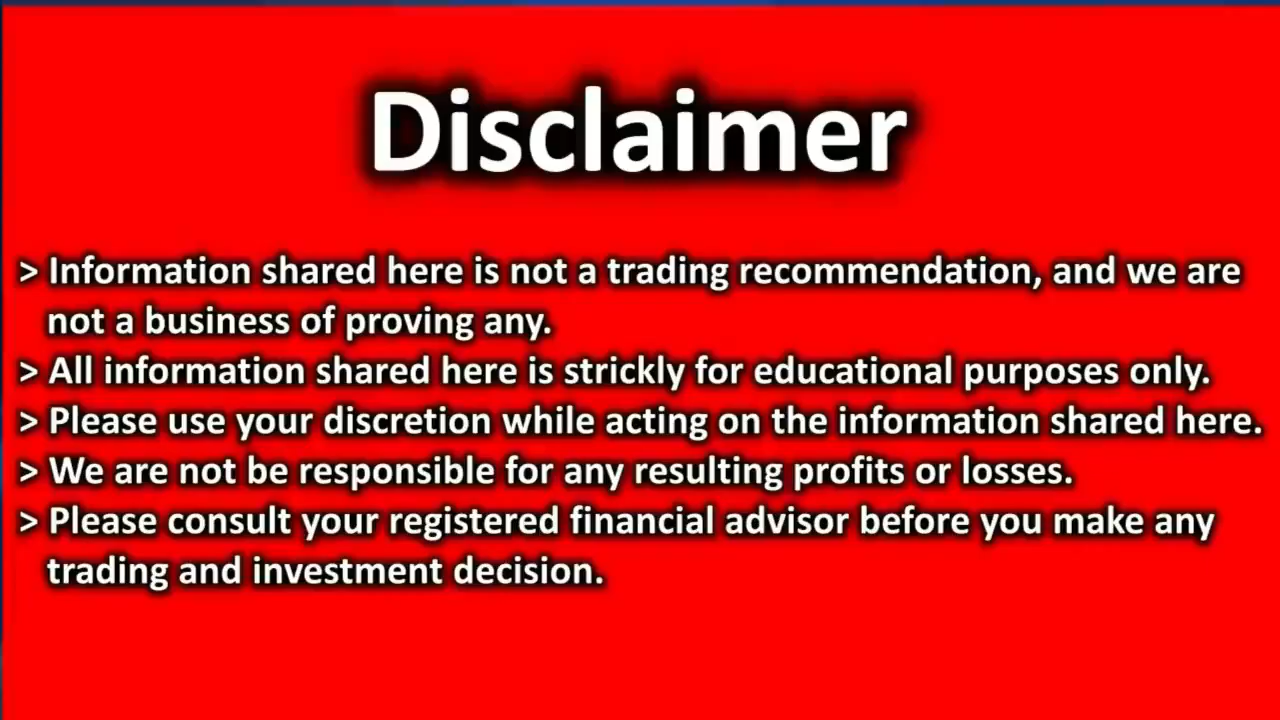 Disclaimer
> Information shared here is not a trading recommendation, and we are
not a business of proving any.
> All information shared here is strickly for educational purposes only.
> Please use your discretion while acting on the information shared here.
> We are not be responsible for any resulting profits or losses.
> Please consult your registered financial advisor before you make any
trading and investment decision.